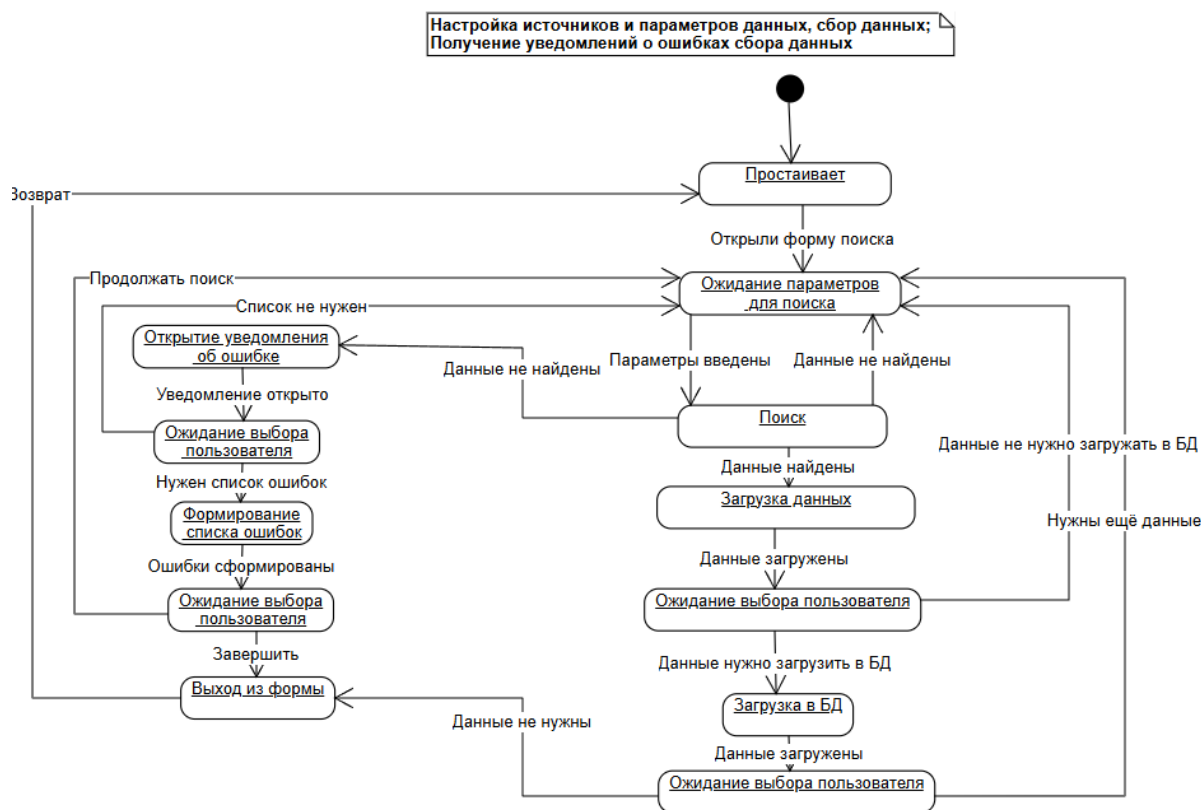 Настройка источников и параметров данных, сбор данных;
Получение уведомлений о ошибках сбора данных
Простаивает
Возврат
Открыли форму поиска
Продолжать поиск
Ожидание параметров
для поиска
Список не нужен
Открытие уведомления
об ошибке
Данные не найдены
Параметры введены
Данные не найдены
Уведомление открыто
Поиск
Ожидание выбора
пользователя
Данные не нужно загружать в БД
Данные найдены
Нужен список ошибок
Загрузка данных
Формирование
списка ошибок
Нужны ещё данные
Данные загружены
Ошибки сформированы
Ожидание выбора
пользователя
Ожидание выбора пользователя
Завершить
Данные нужно загрузить в БД
Выход из формы
Загрузка в БД
Данные не нужны
Данные загружены
Ожидание выбора пользователя